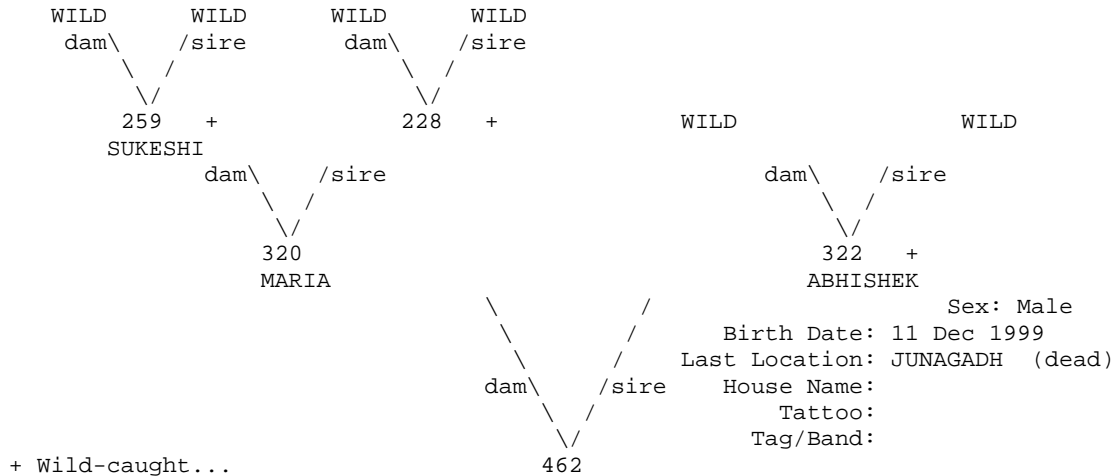 WILD WILD WILD WILD
dam\ /sire dam\ /sire
\ / \ /
\/ \/
259 + 228 + WILD WILD
SUKESHI
dam\ /sire dam\ /sire
\ / \ /
\/ \/
320 322 +
MARIA ABHISHEK
\ / Sex: Male
\ / Birth Date: 11 Dec 1999
\ / Last Location: JUNAGADH (dead)
dam\ /sire House Name:
\ / Tattoo:
\/ Tag/Band:
+ Wild-caught... 462